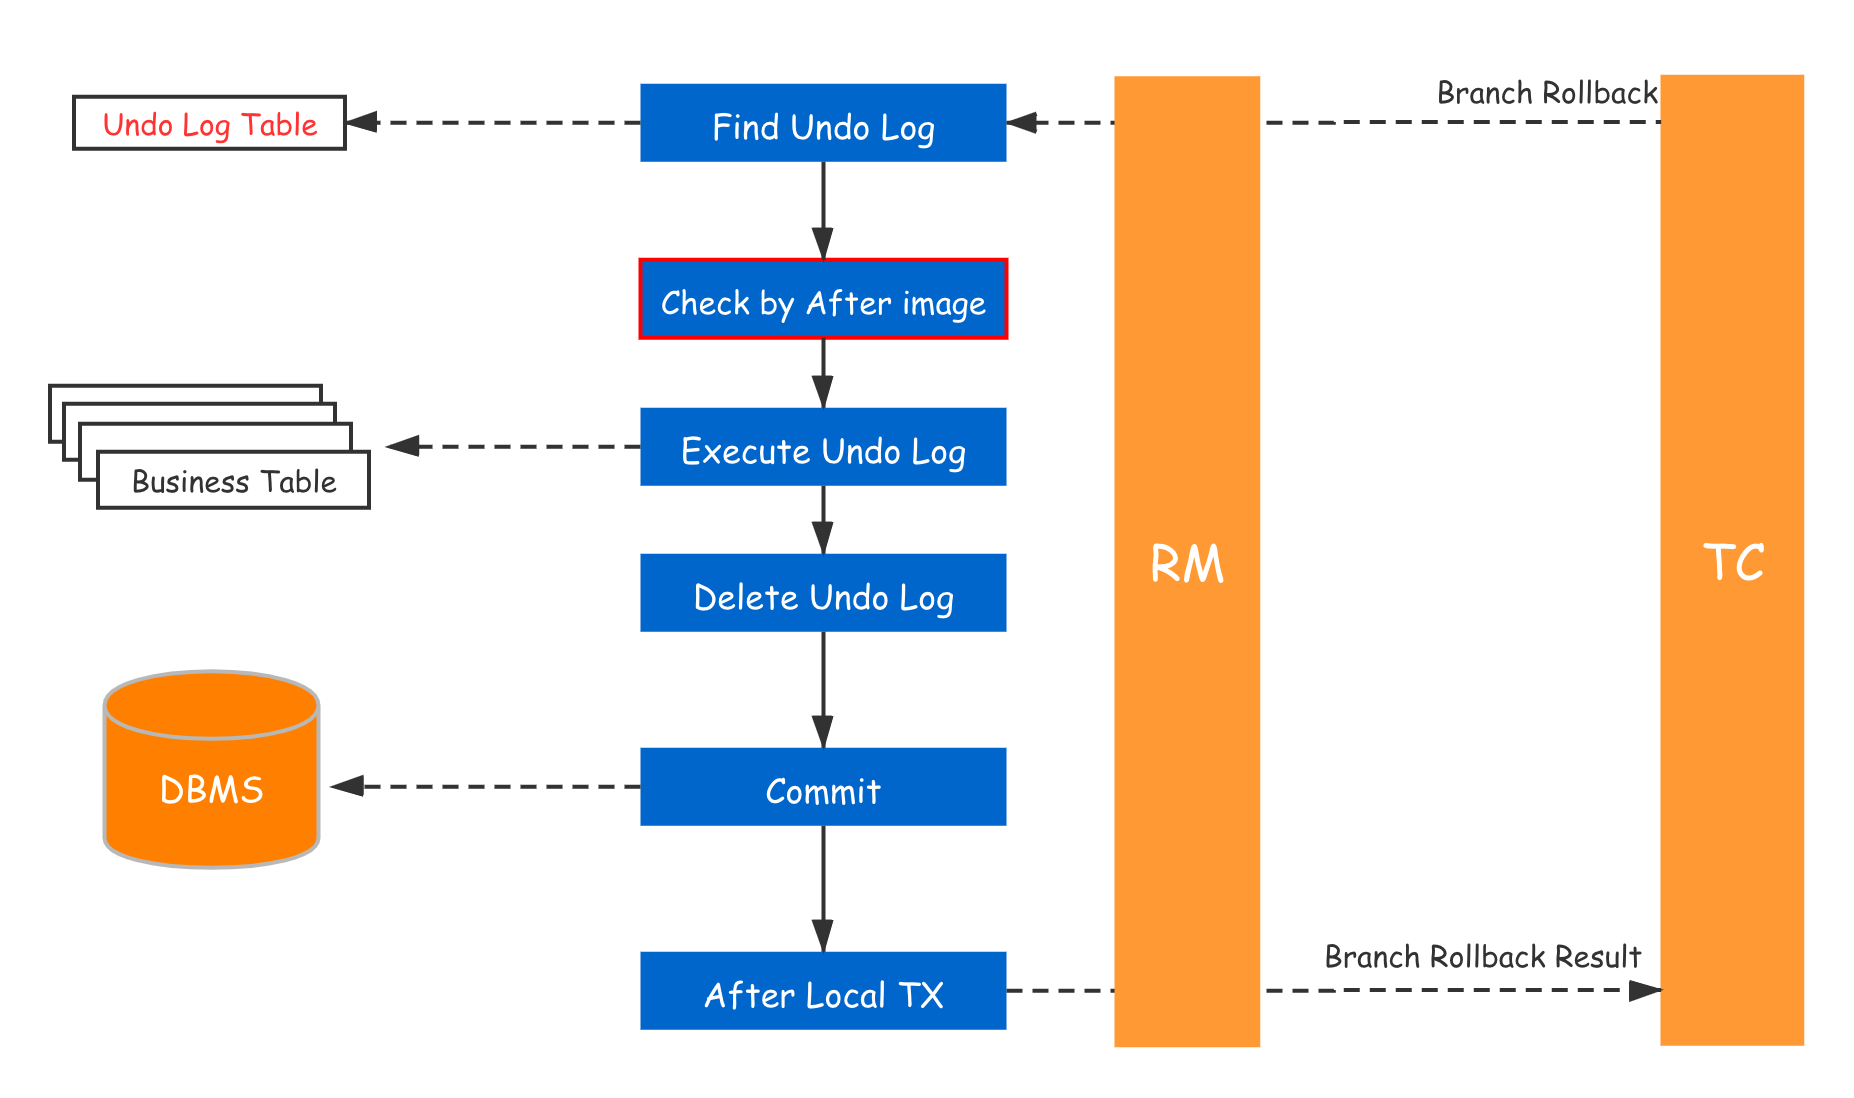 Branch Rollback
Undo Log Table
Find Undo Log
Check by After image
Execute Undo Log
Business Table
RM
TC
Delete Undo Log
DBMS
Commit
Branch Rollback Result
After Local TX